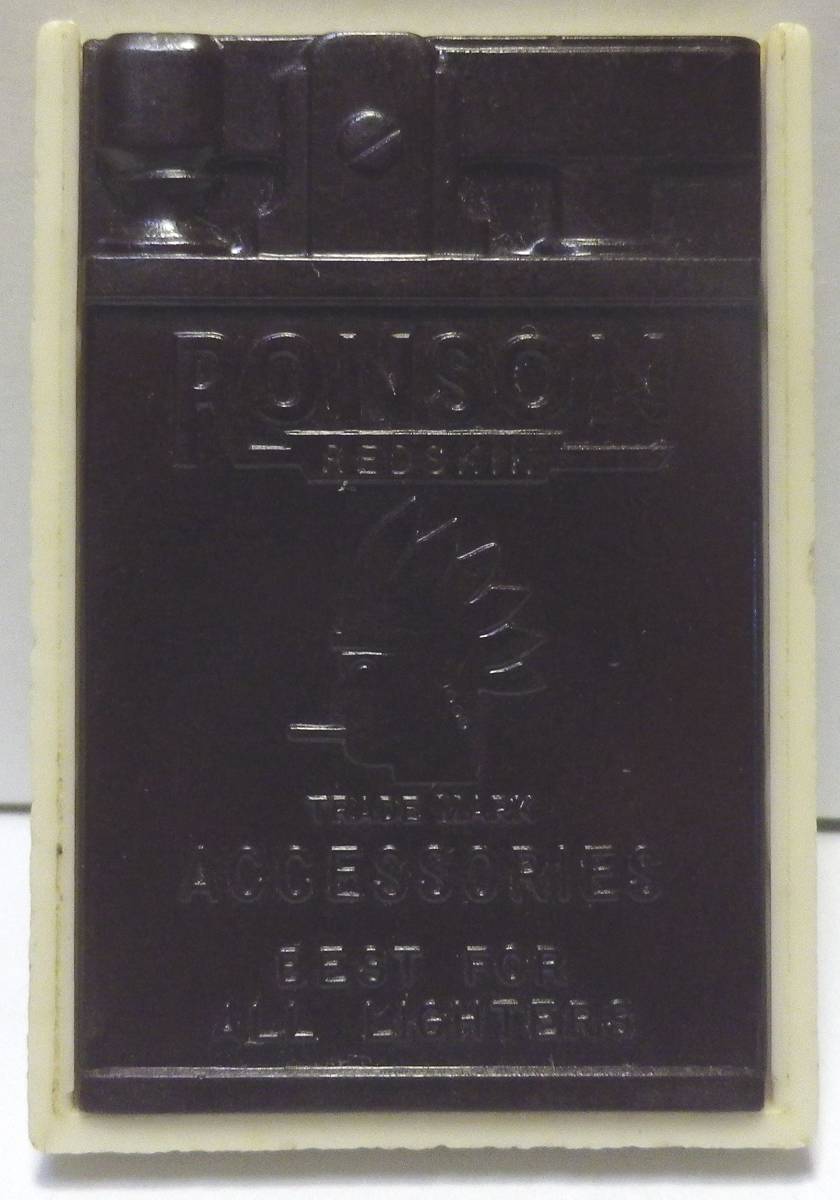 RONSON
REDSKIN
TRADE MARK
ACCESSORIES
BEST FOR
ALL LIGHTERS